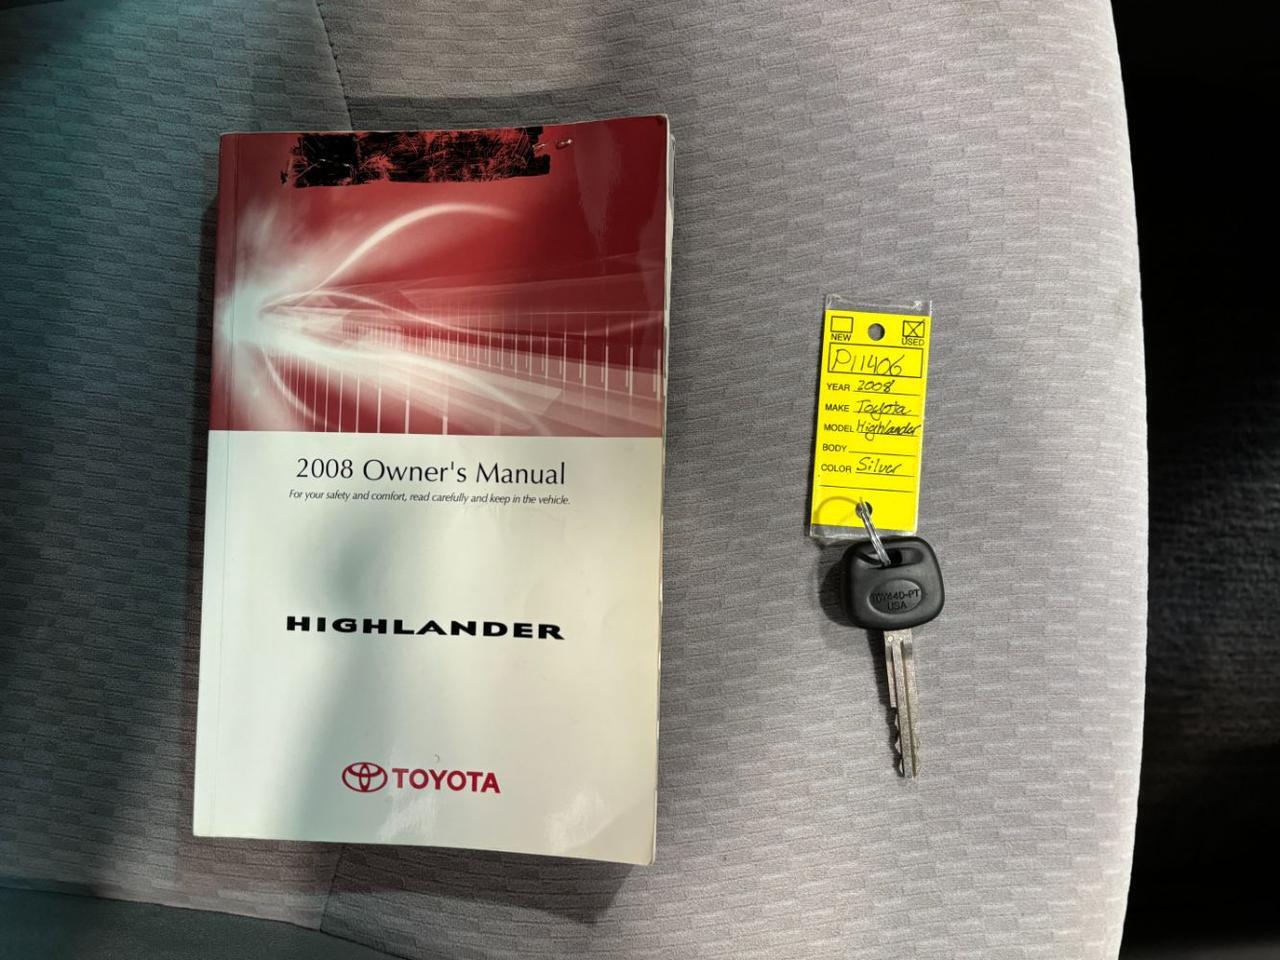 2008 Owner's Manual
For your safety and comfort, read carefully and keep in the vehicle.
HIGHLANDER
TOYOTA
NEW
USED
P11406
YEAR 2008
MAKE Toyota
MODEL Highlander
BODY
COLOR Silver
TOY44D-PT
USA